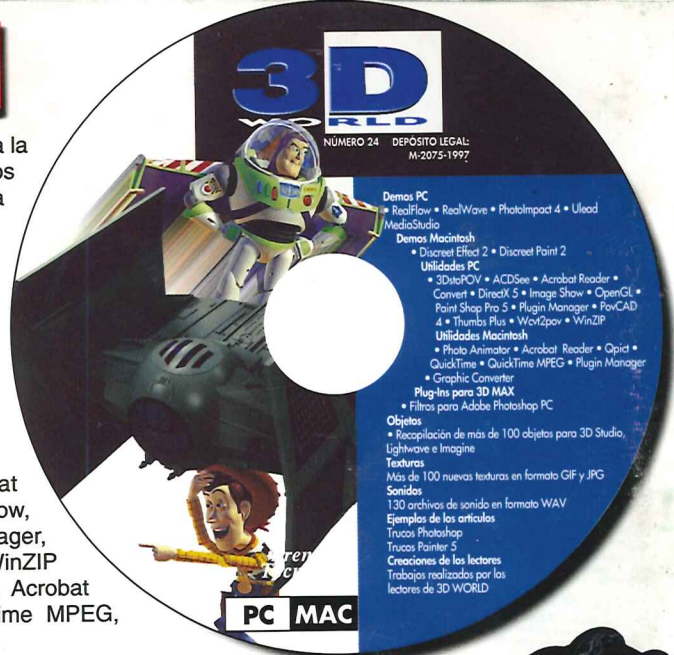 3D
WORLD
NÚMERO 24 DEPÓSITO LEGAL:
M-2075-1997
Demos PC
• RealFlow • RealWave • PhotoImpact 4 • Ulead
MediaStudio
Demos Macintosh
• Discreet Effect 2 • Discreet Paint 2
Utilidades PC
• 3DstoPOV • ACDSee • Acrobat Reader •
Convert • DirectX 5 • Image Show • OpenGL •
Paint Shop Pro 5 • Plugin Manager • PovCAD
4 • Thumbs Plus • Wcvt2pov • WinZIP
Utilidades Macintosh
• Photo Animator • Acrobat Reader • Qpict •
QuickTime • QuickTime MPEG • Plugin Manager
• Graphic Converter
Plug-Ins para 3D MAX
• Filtros para Adobe Photoshop PC
Objetos
• Recopilación de más de 100 objetos para 3D Studio,
Lightwave e Imagine
Texturas
Más de 100 nuevas texturas en formato GIF y JPG
Sonidos
130 archivos de sonido en formato WAV
Ejemplos de los artículos
Trucos Photoshop
Trucos Painter 5
Creaciones de los lectores
Trabajos realizados por los
lectores de 3D WORLD
PC MAC
a la
os
a
at
ow,
ager,
WinZIP
Acrobat
ime MPEG,